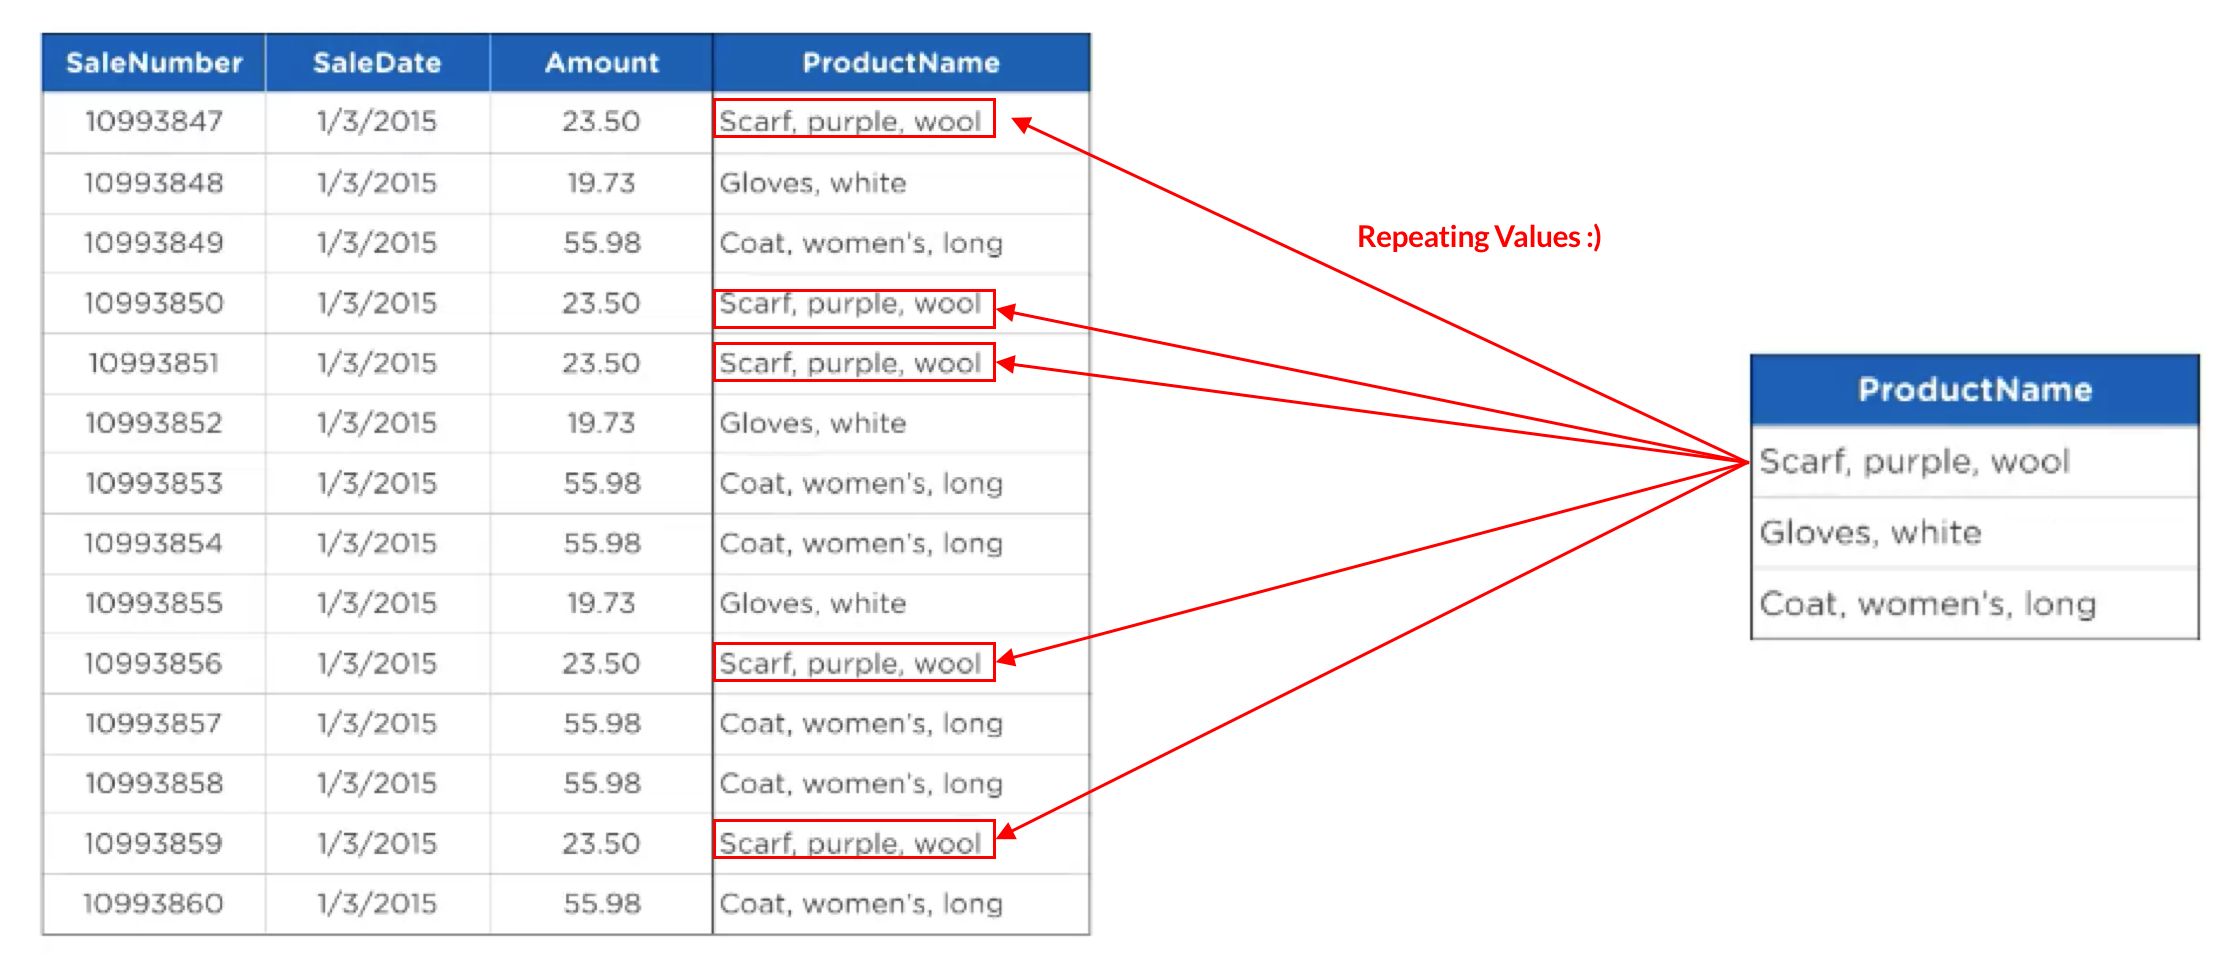 SaleNumber SaleDate Amount ProductName
10993847 1/3/2015 23.50 Scarf, purple, wool
10993848 1/3/2015 19.73 Gloves, white
10993849 1/3/2015 55.98 Coat, women's, long
10993850 1/3/2015 23.50 Scarf, purple, wool
10993851 1/3/2015 23.50 Scarf, purple, wool
10993852 1/3/2015 19.73 Gloves, white
10993853 1/3/2015 55.98 Coat, women's, long
10993854 1/3/2015 55.98 Coat, women's, long
10993855 1/3/2015 19.73 Gloves, white
10993856 1/3/2015 23.50 Scarf, purple, wool
10993857 1/3/2015 55.98 Coat, women's, long
10993858 1/3/2015 55.98 Coat, women's, long
10993859 1/3/2015 23.50 Scarf, purple, wool
10993860 1/3/2015 55.98 Coat, women's, long
Repeating Values :)
ProductName
Scarf, purple, wool
Gloves, white
Coat, women's, long